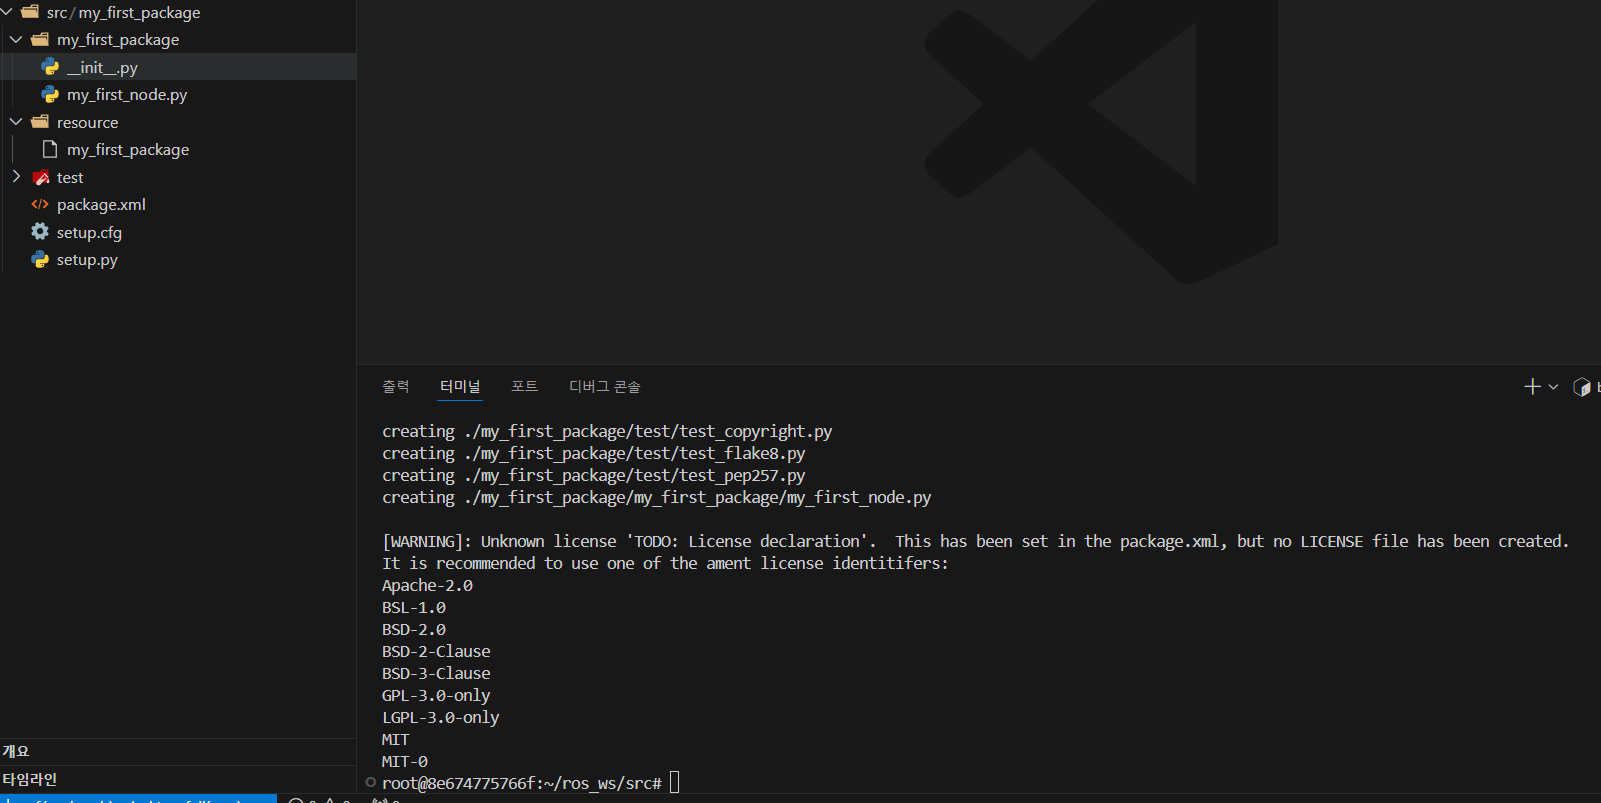 src/my_first_package
my_first_package
__init__.py
my_first_node.py
resource
my_first_package
test
package.xml
setup.cfg
setup.py
개요
타임라인
출력 터미널 포트 디버그 콘솔
creating ./my_first_package/test/test_copyright.py
creating ./my_first_package/test/test_flake8.py
creating ./my_first_package/test/test_pep257.py
creating ./my_first_package/my_first_package/my_first_node.py
[WARNING]: Unknown license 'TODO: License declaration'.  This has been set in the package.xml, but no LICENSE file has been created.
It is recommended to use one of the ament license identitifers:
Apache-2.0
BSL-1.0
BSD-2.0
BSD-2-Clause
BSD-3-Clause
GPL-3.0-only
LGPL-3.0-only
MIT
MIT-0
root@8e674775766f:~/ros_ws/src#